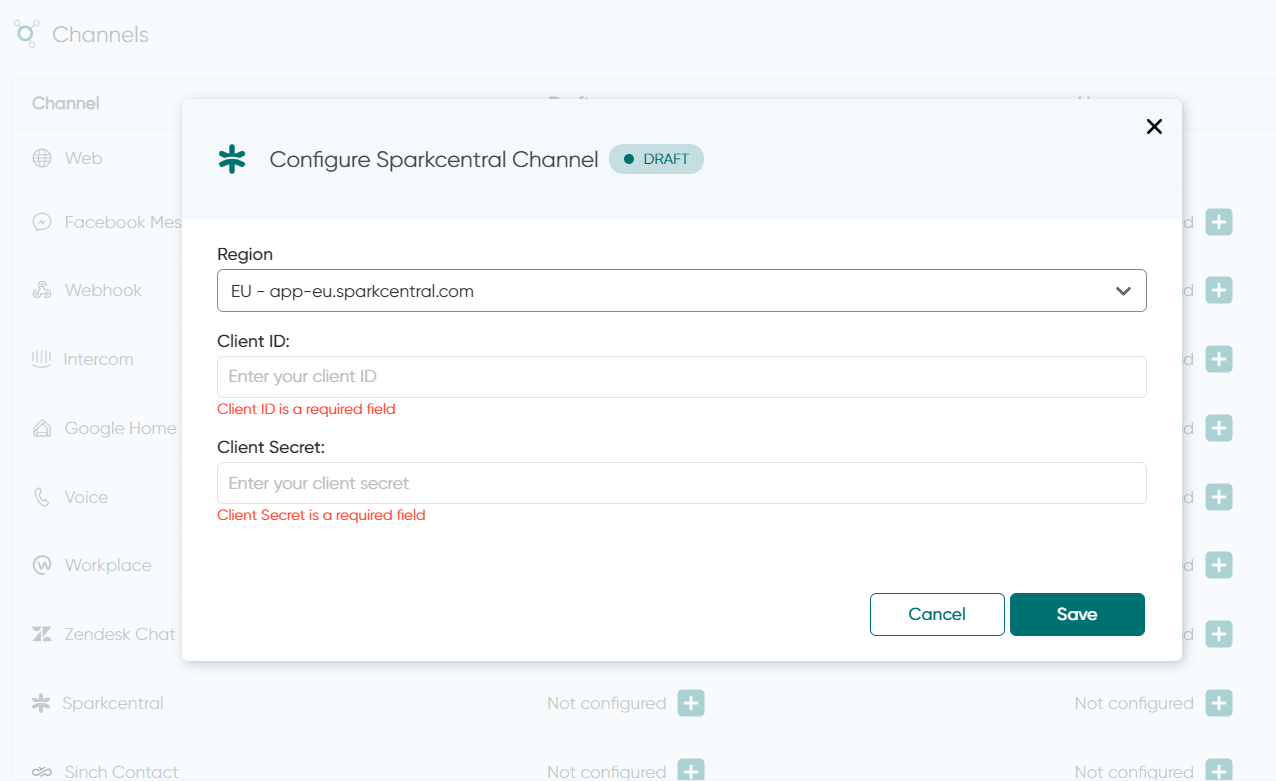 Channels
Channel
Web
Configure Sparkcentral Channel DRAFT
Facebook Mes
Region
EU - app-eu.sparkcentral.com
Webhook
Client ID:
Enter your client ID
Intercom
Client ID is a required field
Google Home
Client Secret:
Enter your client secret
Voice
Client Secret is a required field
Workplace
Cancel Save
Zendesk Chat
Sparkcentral Not configured Not configured
Sinch Contact Not configured Not configured